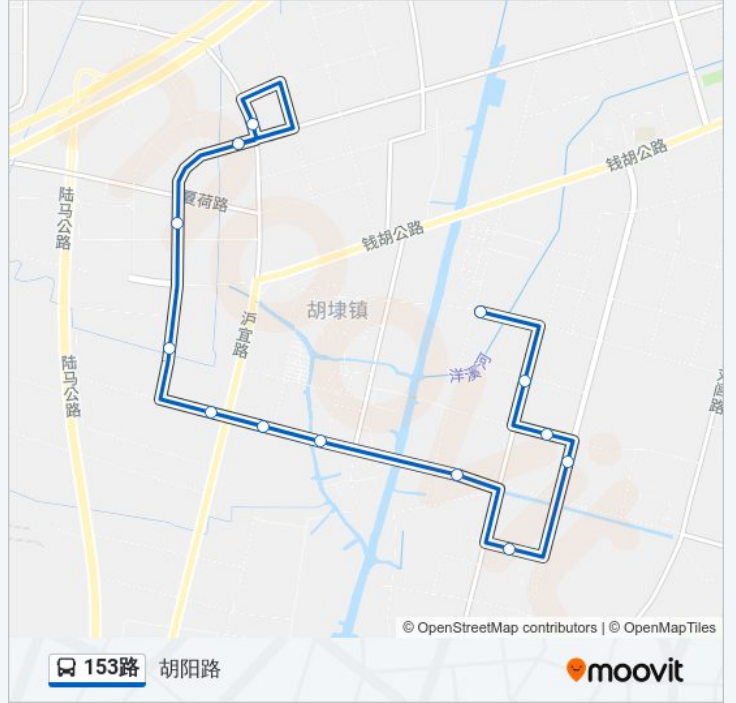 钱胡公路
陆马公路
夏荷路
钱胡公路
胡埭镇
沪宜路
洋溪河
陆马公路
© OpenStreetMap contributors | © OpenMapTiles
153路 胡阳路
moovit